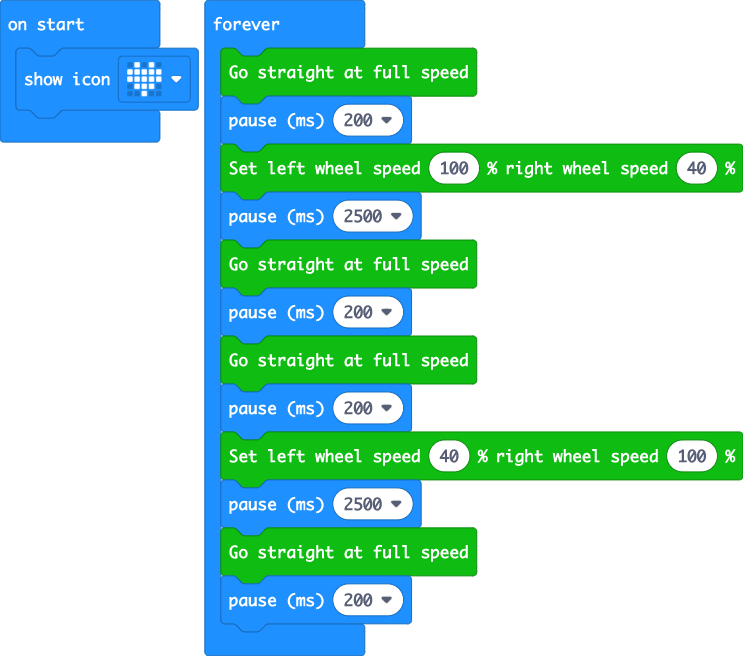 on start
show icon
forever
Go straight at full speed
pause (ms) 200
Set left wheel speed 100 % right wheel speed 40 %
pause (ms) 2500
Go straight at full speed
pause (ms) 200
Go straight at full speed
pause (ms) 200
Set left wheel speed 40 % right wheel speed 100 %
pause (ms) 2500
Go straight at full speed
pause (ms) 200